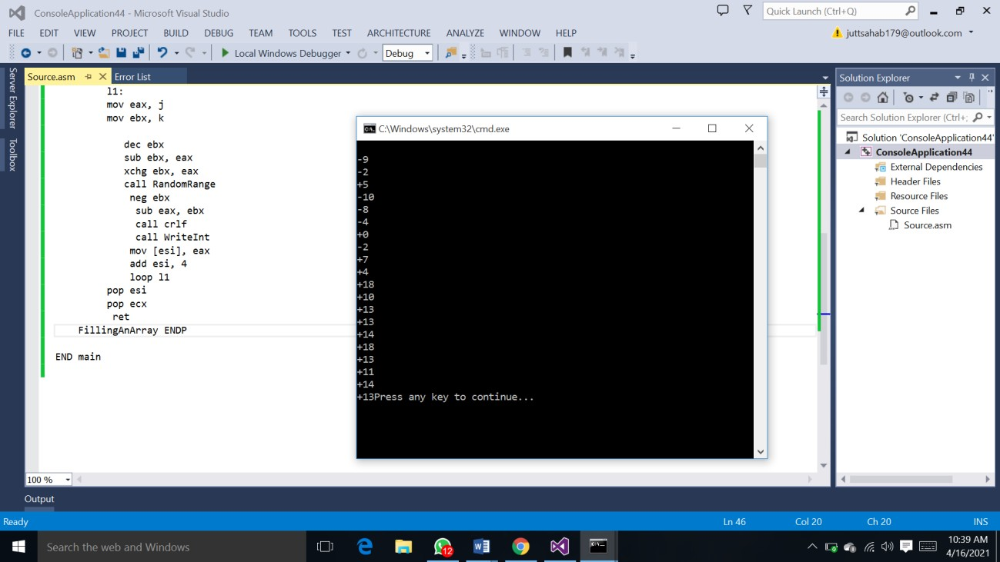 ConsoleApplication44 - Microsoft Visual Studio
Quick Launch (Ctrl+Q)
FILE EDIT VIEW PROJECT BUILD DEBUG TEAM TOOLS TEST ARCHITECTURE ANALYZE WINDOW HELP
juttsahab179@outlook.com
Local Windows Debugger
Debug
Server Explorer
Toolbox
Source.asm
Error List
l1:
mov eax, j
mov ebx, k
dec ebx
sub ebx, eax
xchg ebx, eax
call RandomRange
neg ebx
sub eax, ebx
call crlf
call WriteInt
mov [esi], eax
add esi, 4
loop l1
pop esi
pop ecx
ret
FillingAnArray ENDP
END main
100 %
C:\Windows\system32\cmd.exe
-9
-2
+5
-10
-8
-4
+0
-2
+7
+4
+18
+10
+13
+13
+14
+18
+13
+11
+14
+13Press any key to continue...
Solution Explorer
Search Solution Explorer (Ctrl+;
Solution 'ConsoleApplication44'
ConsoleApplication44
External Dependencies
Header Files
Resource Files
Source Files
Source.asm
Output
Ready
Ln 46
Col 20
Ch 20
INS
Search the web and Windows
12
10:39 AM
4/16/2021